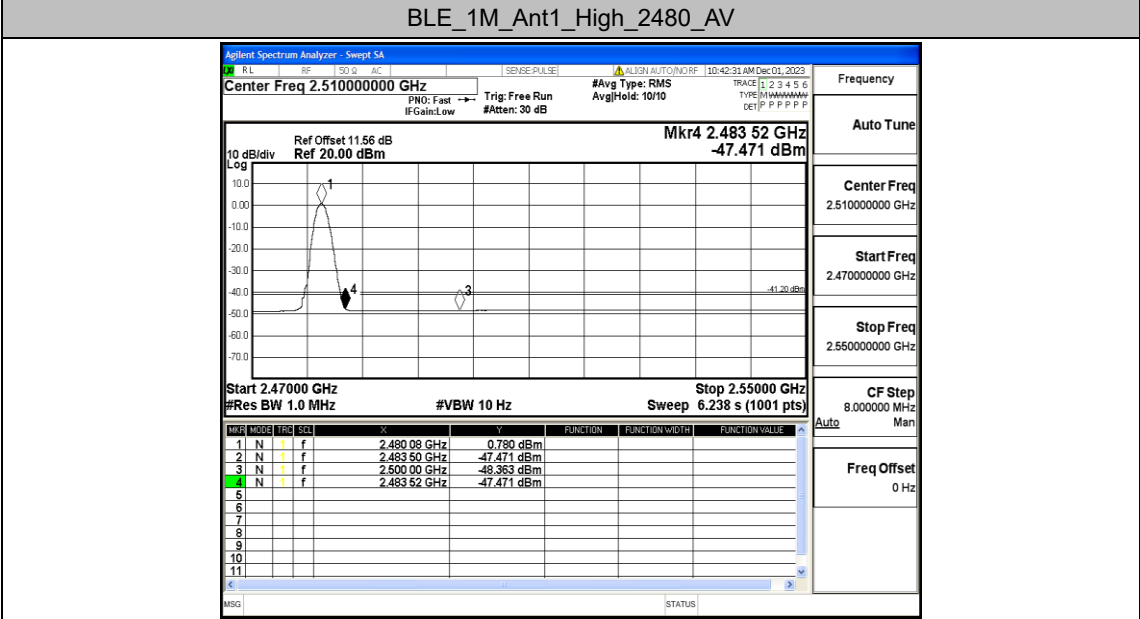 BLE_1M_Ant1_High_2480_AV
Agilent Spectrum Analyzer - Swept SA
RL RF 50 Ω AC SENSE:PULSE ALIGN AUTO/NO RF 10:42:31 AM Dec 01, 2023
Center Freq 2.510000000 GHz
PNO: Fast
IFGain:Low
Trig: Free Run
#Atten: 30 dB
#Avg Type: RMS
Avg|Hold: 10/10
TRACE 1 2 3 4 5 6
TYPE M WWWWW
DET P P P P P P
Frequency
Auto Tune
Mkr4 2.483 52 GHz
-47.471 dBm
Ref Offset 11.56 dB
10 dB/div Ref 20.00 dBm
Log
10.0
0.00
-10.0
-20.0
-30.0
-40.0
-50.0
-60.0
-70.0
1
4
3
-41.20 dBm
Center Freq
2.510000000 GHz
Start Freq
2.470000000 GHz
Stop Freq
2.550000000 GHz
Start 2.47000 GHz Stop 2.55000 GHz
#Res BW 1.0 MHz #VBW 10 Hz Sweep 6.238 s (1001 pts)
CF Step
8.000000 MHz
Auto Man
MKR MODE TRC SCL X Y FUNCTION FUNCTION WIDTH FUNCTION VALUE
1 N 1 f 2.480 08 GHz 0.780 dBm
2 N 1 f 2.483 50 GHz -47.471 dBm
3 N 1 f 2.500 00 GHz -48.363 dBm
4 N 1 f 2.483 52 GHz -47.471 dBm
5
6
7
8
9
10
11
Freq Offset
0 Hz
MSG STATUS